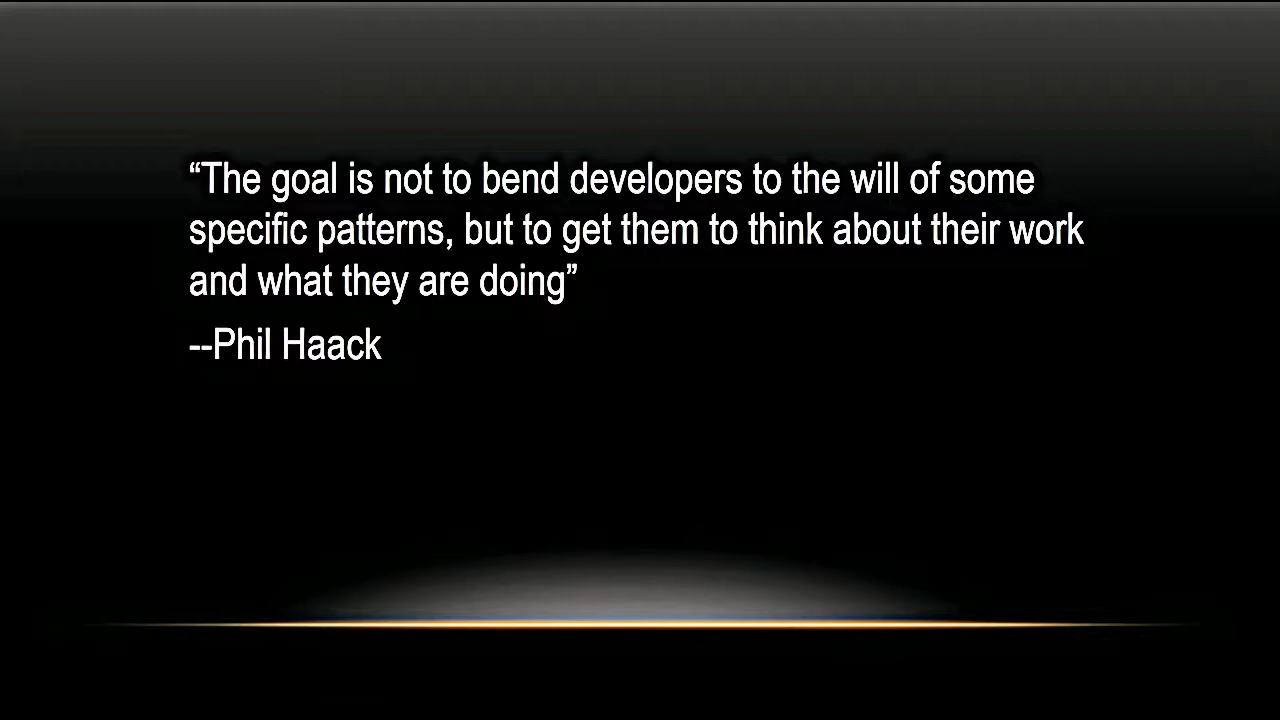 “The goal is not to bend developers to the will of some
specific patterns, but to get them to think about their work
and what they are doing”
--Phil Haack